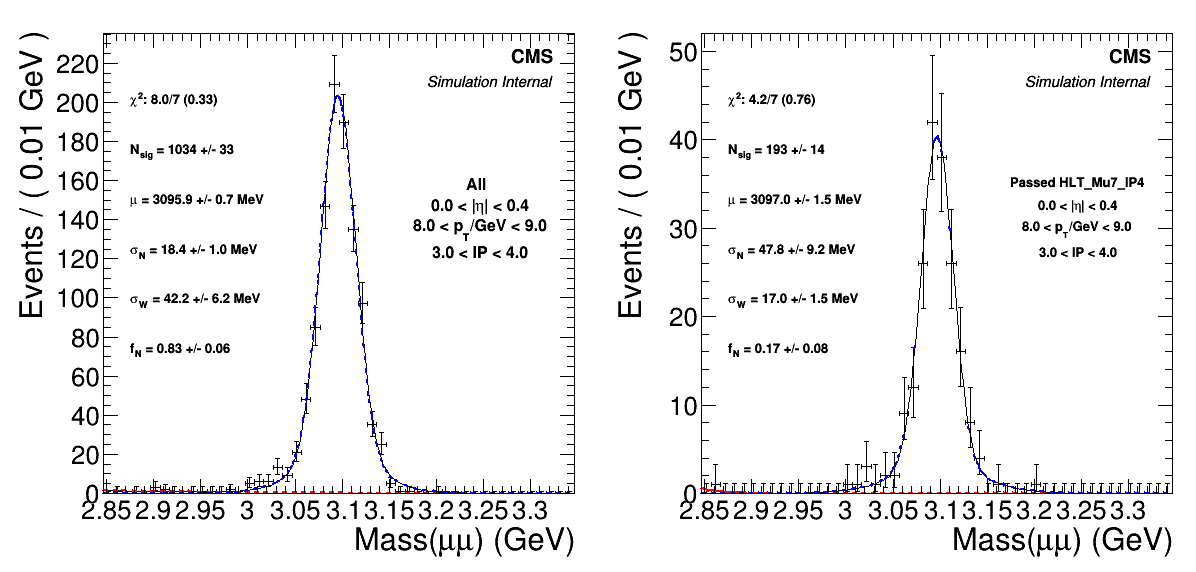 CMS
Simulation Internal
χ²: 8.0/7 (0.33)
N_sig = 1034 +/- 33
μ = 3095.9 +/- 0.7 MeV
σ_N = 18.4 +/- 1.0 MeV
σ_W = 42.2 +/- 6.2 MeV
f_N = 0.83 +/- 0.06
All
0.0 < |η| < 0.4
8.0 < p_T/GeV < 9.0
3.0 < IP < 4.0
Events / ( 0.01 GeV )
220
200
180
160
140
120
100
80
60
40
20
0
2.85 2.9 2.95 3 3.05 3.1 3.15 3.2 3.25 3.3
Mass(μμ) (GeV)
CMS
Simulation Internal
χ²: 4.2/7 (0.76)
N_sig = 193 +/- 14
μ = 3097.0 +/- 1.5 MeV
σ_N = 47.8 +/- 9.2 MeV
σ_W = 17.0 +/- 1.5 MeV
f_N = 0.17 +/- 0.08
Passed HLT_Mu7_IP4
0.0 < |η| < 0.4
8.0 < p_T/GeV < 9.0
3.0 < IP < 4.0
Events / ( 0.01 GeV )
50
40
30
20
10
0
2.85 2.9 2.95 3 3.05 3.1 3.15 3.2 3.25 3.3
Mass(μμ) (GeV)